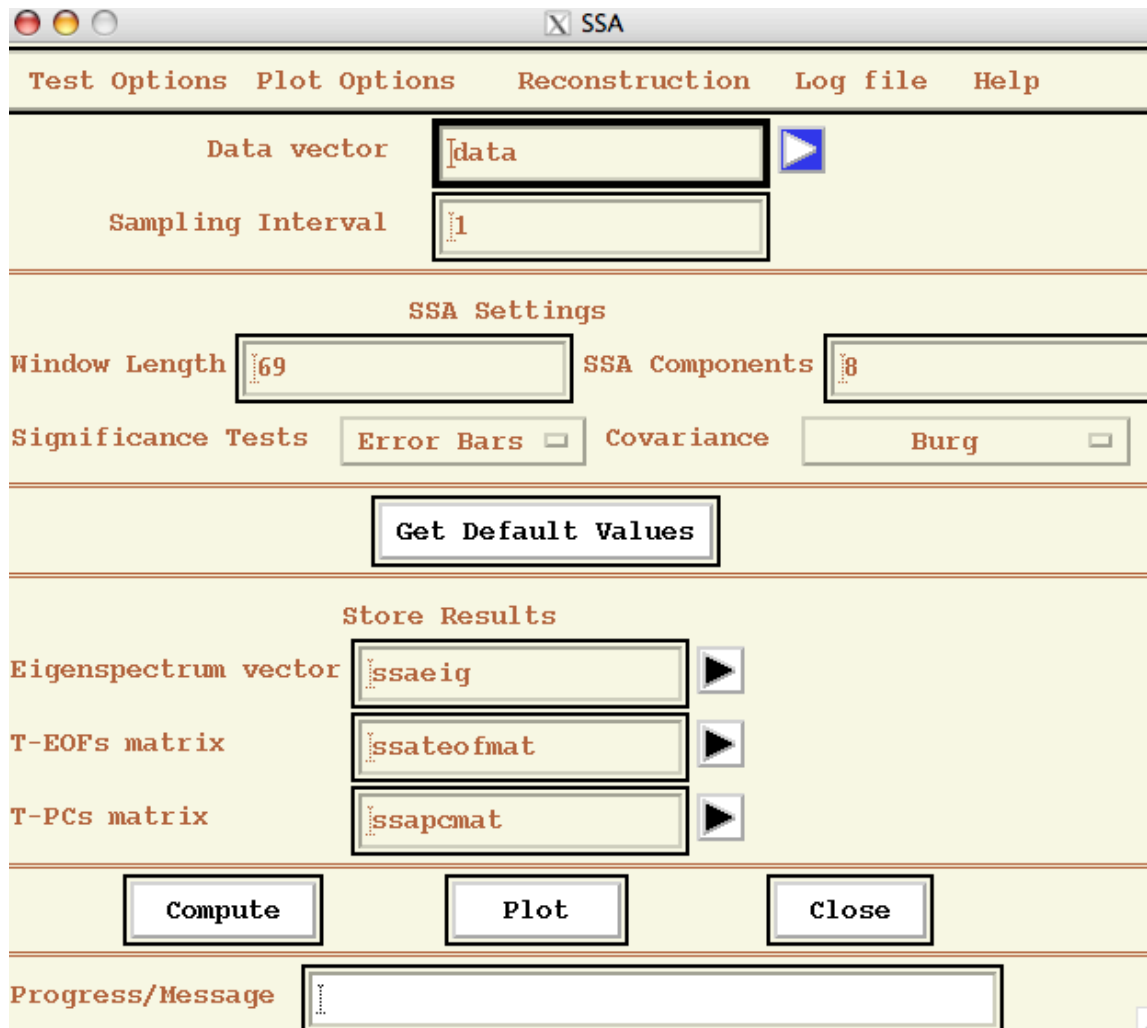 SSA
Test Options Plot Options Reconstruction Log file Help
Data vector data
Sampling Interval 1
SSA Settings
Window Length 69 SSA Components 8
Significance Tests Error Bars Covariance Burg
Get Default Values
Store Results
Eigenspectrum vector ssaeig
T-EOFs matrix ssateofmat
T-PCs matrix ssapcmat
Compute Plot Close
Progress/Message